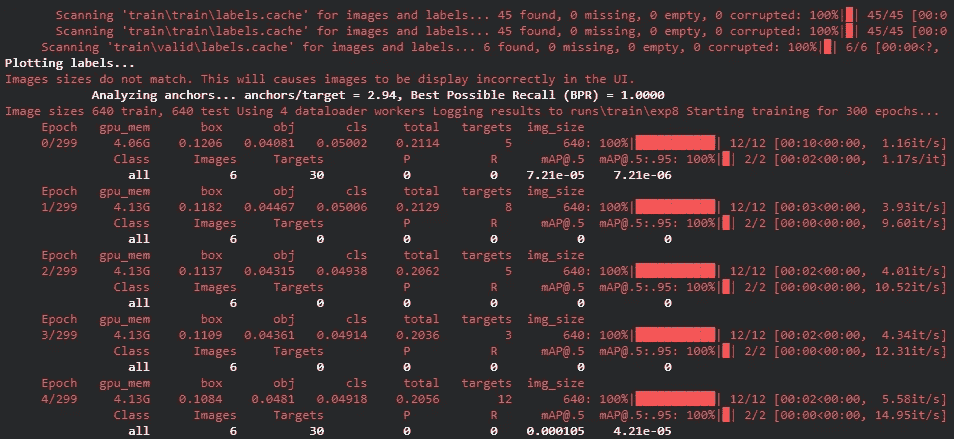 Scanning 'train\train\labels.cache' for images and labels... 45 found, 0 missing, 0 empty, 0 corrupted: 100%|█| 45/45 [00:0
Scanning 'train\train\labels.cache' for images and labels... 45 found, 0 missing, 0 empty, 0 corrupted: 100%|█| 45/45 [00:0
Scanning 'train\valid\labels.cache' for images and labels... 6 found, 0 missing, 0 empty, 0 corrupted: 100%|█| 6/6 [00:00<?,
Plotting labels...
Images sizes do not match. This will causes images to be display incorrectly in the UI.
Analyzing anchors... anchors/target = 2.94, Best Possible Recall (BPR) = 1.0000
Image sizes 640 train, 640 test Using 4 dataloader workers Logging results to runs\train\exp8 Starting training for 300 epochs...
Epoch gpu_mem box obj cls total targets img_size
0/299 4.06G 0.1206 0.04081 0.05002 0.2114 5 640: 100%|██████████| 12/12 [00:10<00:00, 1.16it/s]
Class Images Targets P R mAP@.5 mAP@.5:.95: 100%|█| 2/2 [00:02<00:00, 1.17s/it]
all 6 30 0 0 7.21e-05 7.21e-06
Epoch gpu_mem box obj cls total targets img_size
1/299 4.13G 0.1182 0.04467 0.05006 0.2129 8 640: 100%|██████████| 12/12 [00:03<00:00, 3.93it/s]
Class Images Targets P R mAP@.5 mAP@.5:.95: 100%|█| 2/2 [00:00<00:00, 9.60it/s]
all 6 0 0 0 0 0
Epoch gpu_mem box obj cls total targets img_size
2/299 4.13G 0.1137 0.04315 0.04938 0.2062 5 640: 100%|██████████| 12/12 [00:02<00:00, 4.01it/s]
Class Images Targets P R mAP@.5 mAP@.5:.95: 100%|█| 2/2 [00:00<00:00, 10.52it/s]
all 6 0 0 0 0 0
Epoch gpu_mem box obj cls total targets img_size
3/299 4.13G 0.1109 0.04361 0.04914 0.2036 3 640: 100%|██████████| 12/12 [00:02<00:00, 4.34it/s]
Class Images Targets P R mAP@.5 mAP@.5:.95: 100%|█| 2/2 [00:00<00:00, 12.31it/s]
all 6 0 0 0 0 0
Epoch gpu_mem box obj cls total targets img_size
4/299 4.13G 0.1084 0.0481 0.04918 0.2056 12 640: 100%|██████████| 12/12 [00:02<00:00, 5.58it/s]
Class Images Targets P R mAP@.5 mAP@.5:.95: 100%|█| 2/2 [00:00<00:00, 14.95it/s]
all 6 30 0 0 0.000105 4.21e-05